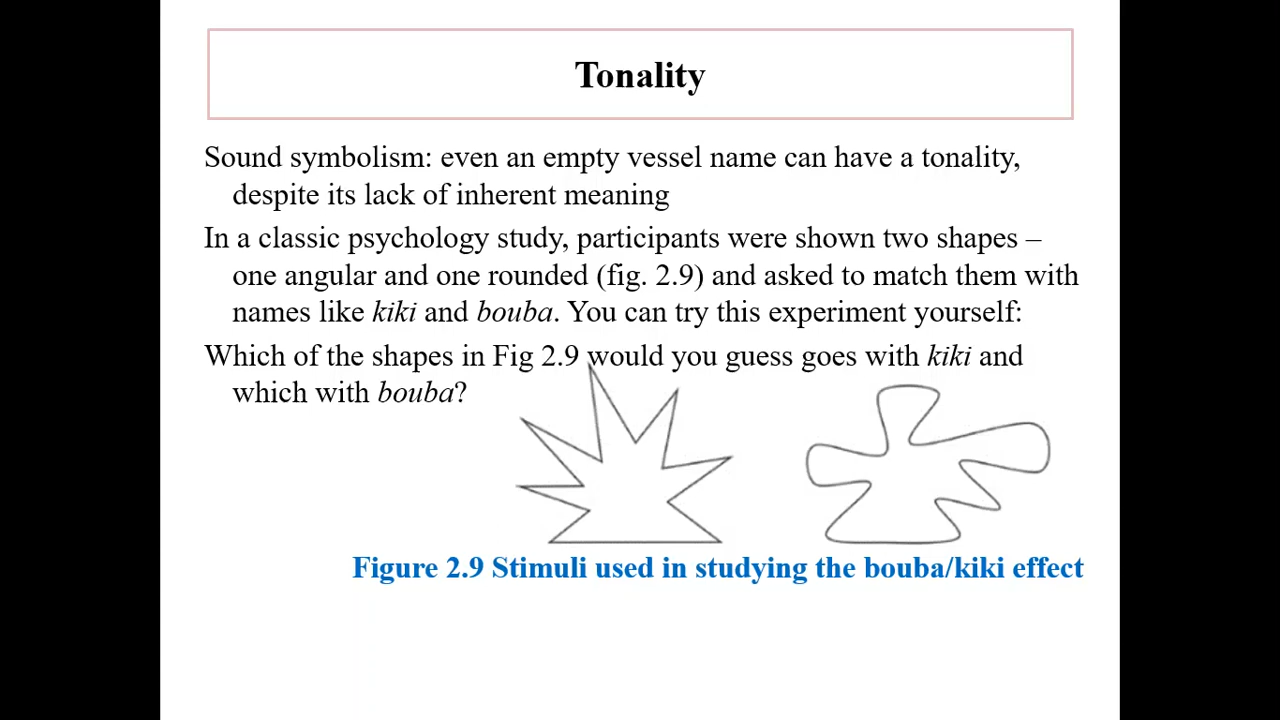 Tonality
Sound symbolism: even an empty vessel name can have a tonality,
despite its lack of inherent meaning
In a classic psychology study, participants were shown two shapes –
one angular and one rounded (fig. 2.9) and asked to match them with
names like kiki and bouba. You can try this experiment yourself:
Which of the shapes in Fig 2.9 would you guess goes with kiki and
which with bouba?
Figure 2.9 Stimuli used in studying the bouba/kiki effect